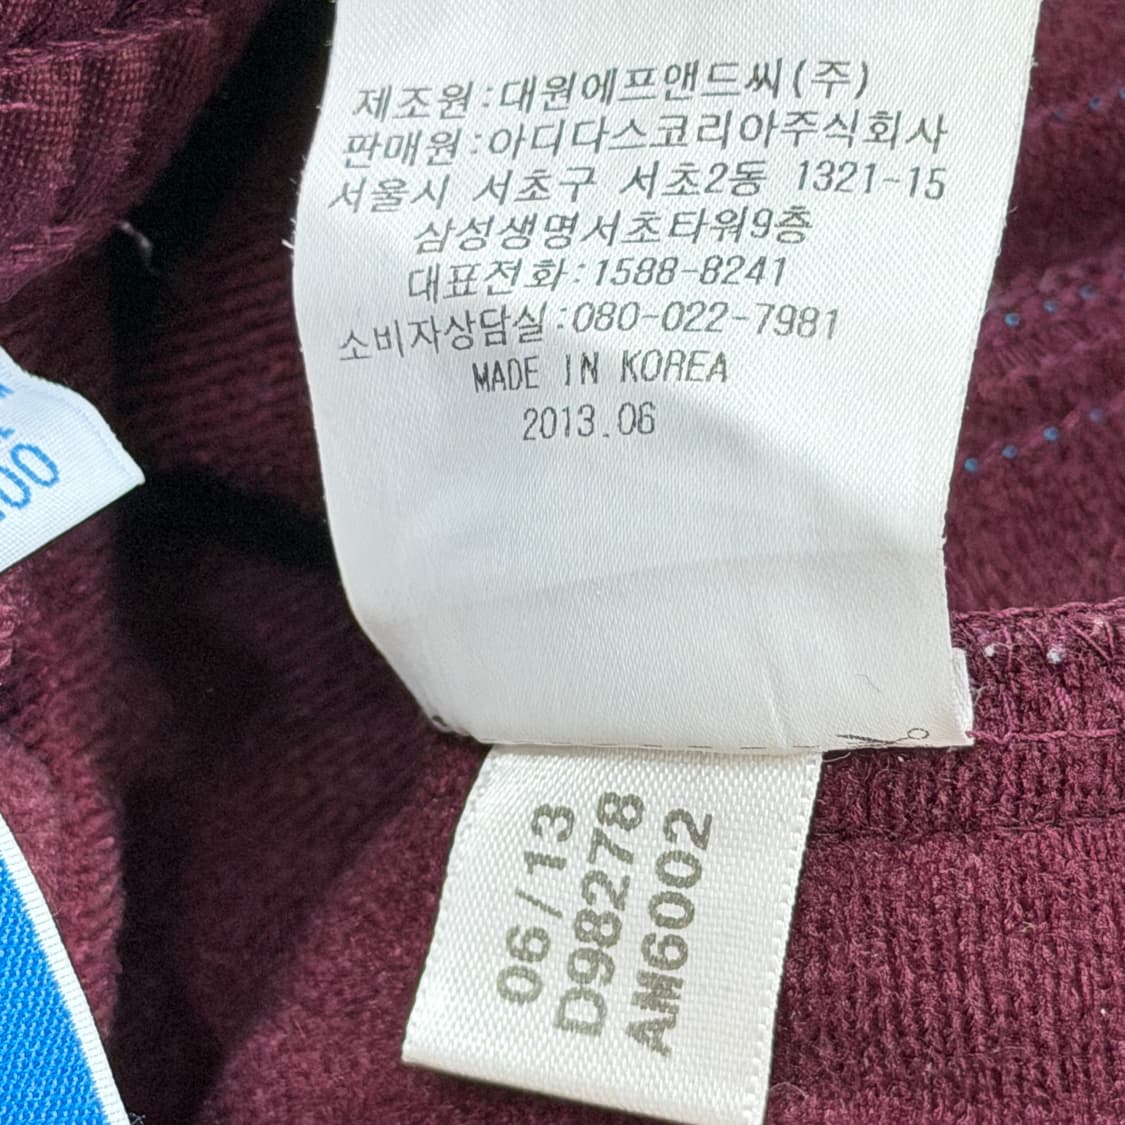 제조원:대원에프앤드씨(주)
판매원:아디다스코리아주식회사
서울시 서초구 서초2동 1321-15
삼성생명서초타워9층
대표전화:1588-8241
소비자상담실:080-022-7981
MADE IN KOREA
2013.06
06/13
D98278
AM6002
00